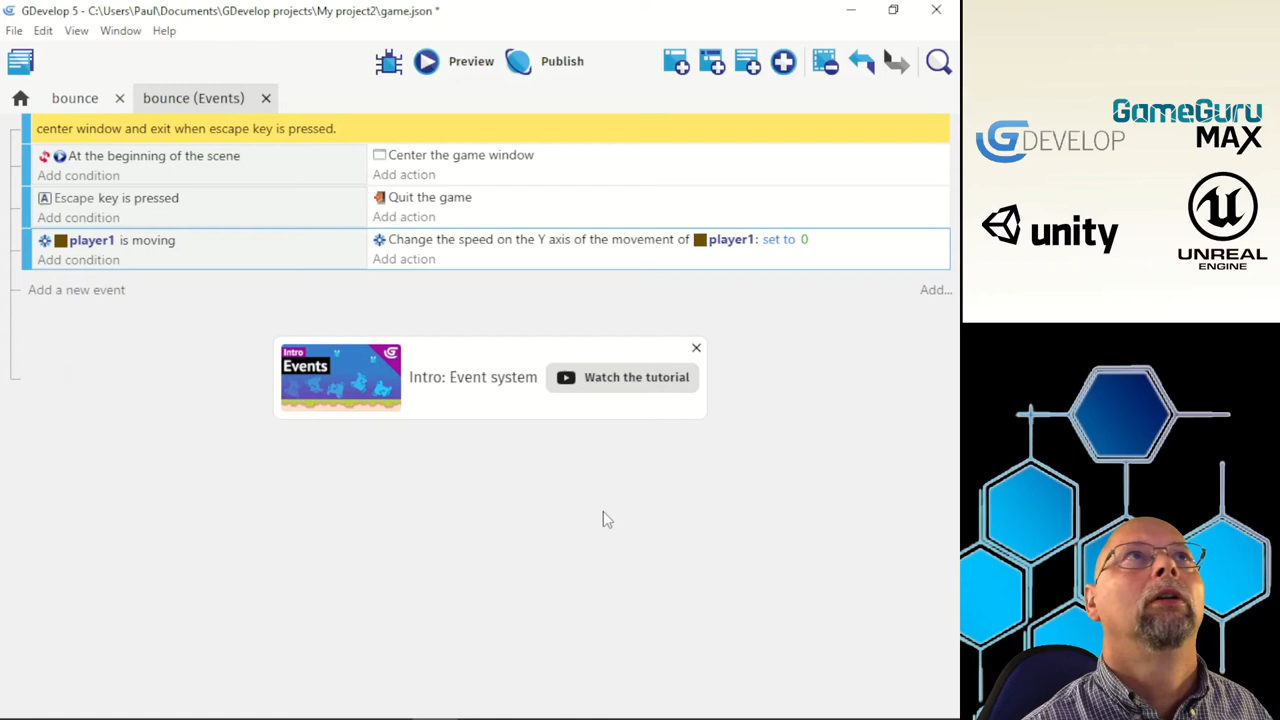 GDevelop 5 - C:\Users\Paul\Documents\GDevelop projects\My project2\game.json *
File Edit View Window Help
Preview Publish
bounce bounce (Events)
center window and exit when escape key is pressed.
At the beginning of the scene Center the game window
Add condition Add action
Escape key is pressed Quit the game
Add condition Add action
player1 is moving Change the speed on the Y axis of the movement of player1: set to 0
Add condition Add action
Add a new event Add...
Intro
Events
Intro: Event system Watch the tutorial
GameGuru
MAX
GDEVELOP
unity
UNREAL
ENGINE